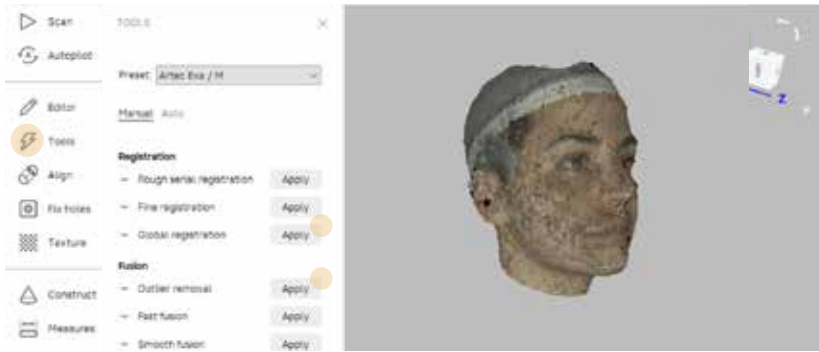 Scan
Autopilot
Editor
Tools
Align
Fix holes
Texture
Construct
Measures
TOOLS
Preset: Artec Eva / M
Manual Auto
Registration
Rough serial registration Apply
Fine registration Apply
Global registration Apply
Fusion
Outlier removal Apply
Fast fusion Apply
Smooth fusion Apply
Z